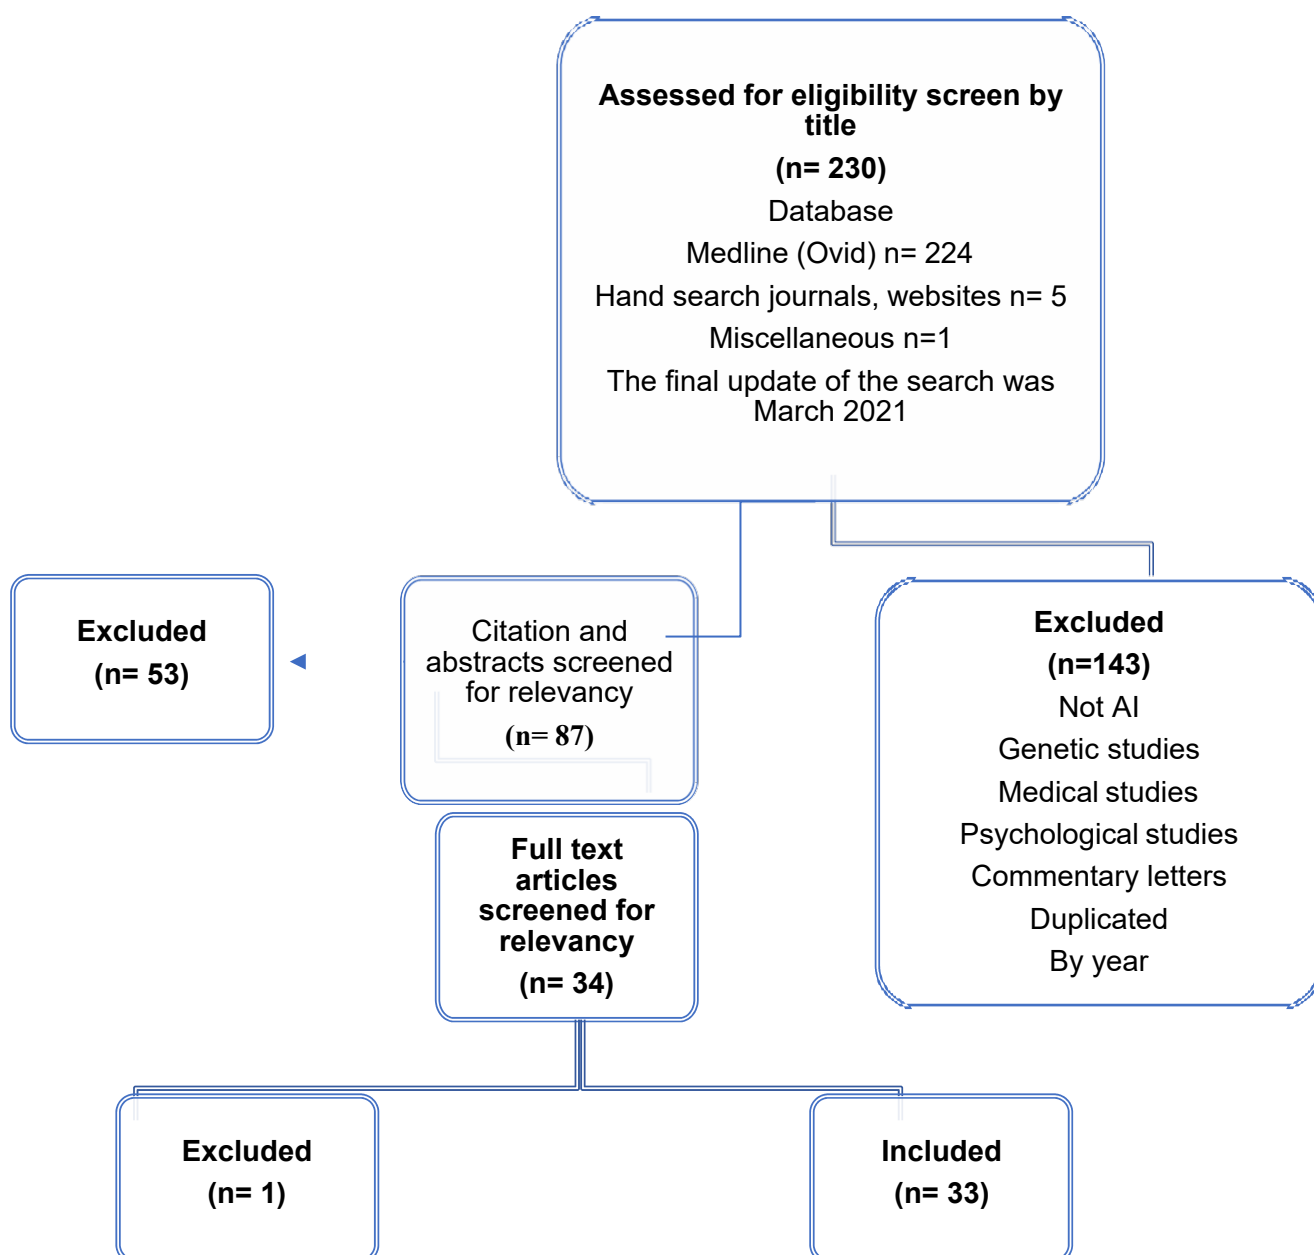 Assessed for eligibility screen by
title
(n= 230)
Database
Medline (Ovid) n= 224
Hand search journals, websites n= 5
Miscellaneous n=1
The final update of the search was
March 2021
Excluded
(n= 53)
Citation and
abstracts screened
for relevancy
(n= 87)
Excluded
(n=143)
Not AI
Genetic studies
Medical studies
Psychological studies
Commentary letters
Duplicated
By year
Full text
articles
screened for
relevancy
(n= 34)
Excluded
(n= 1)
Included
(n= 33)